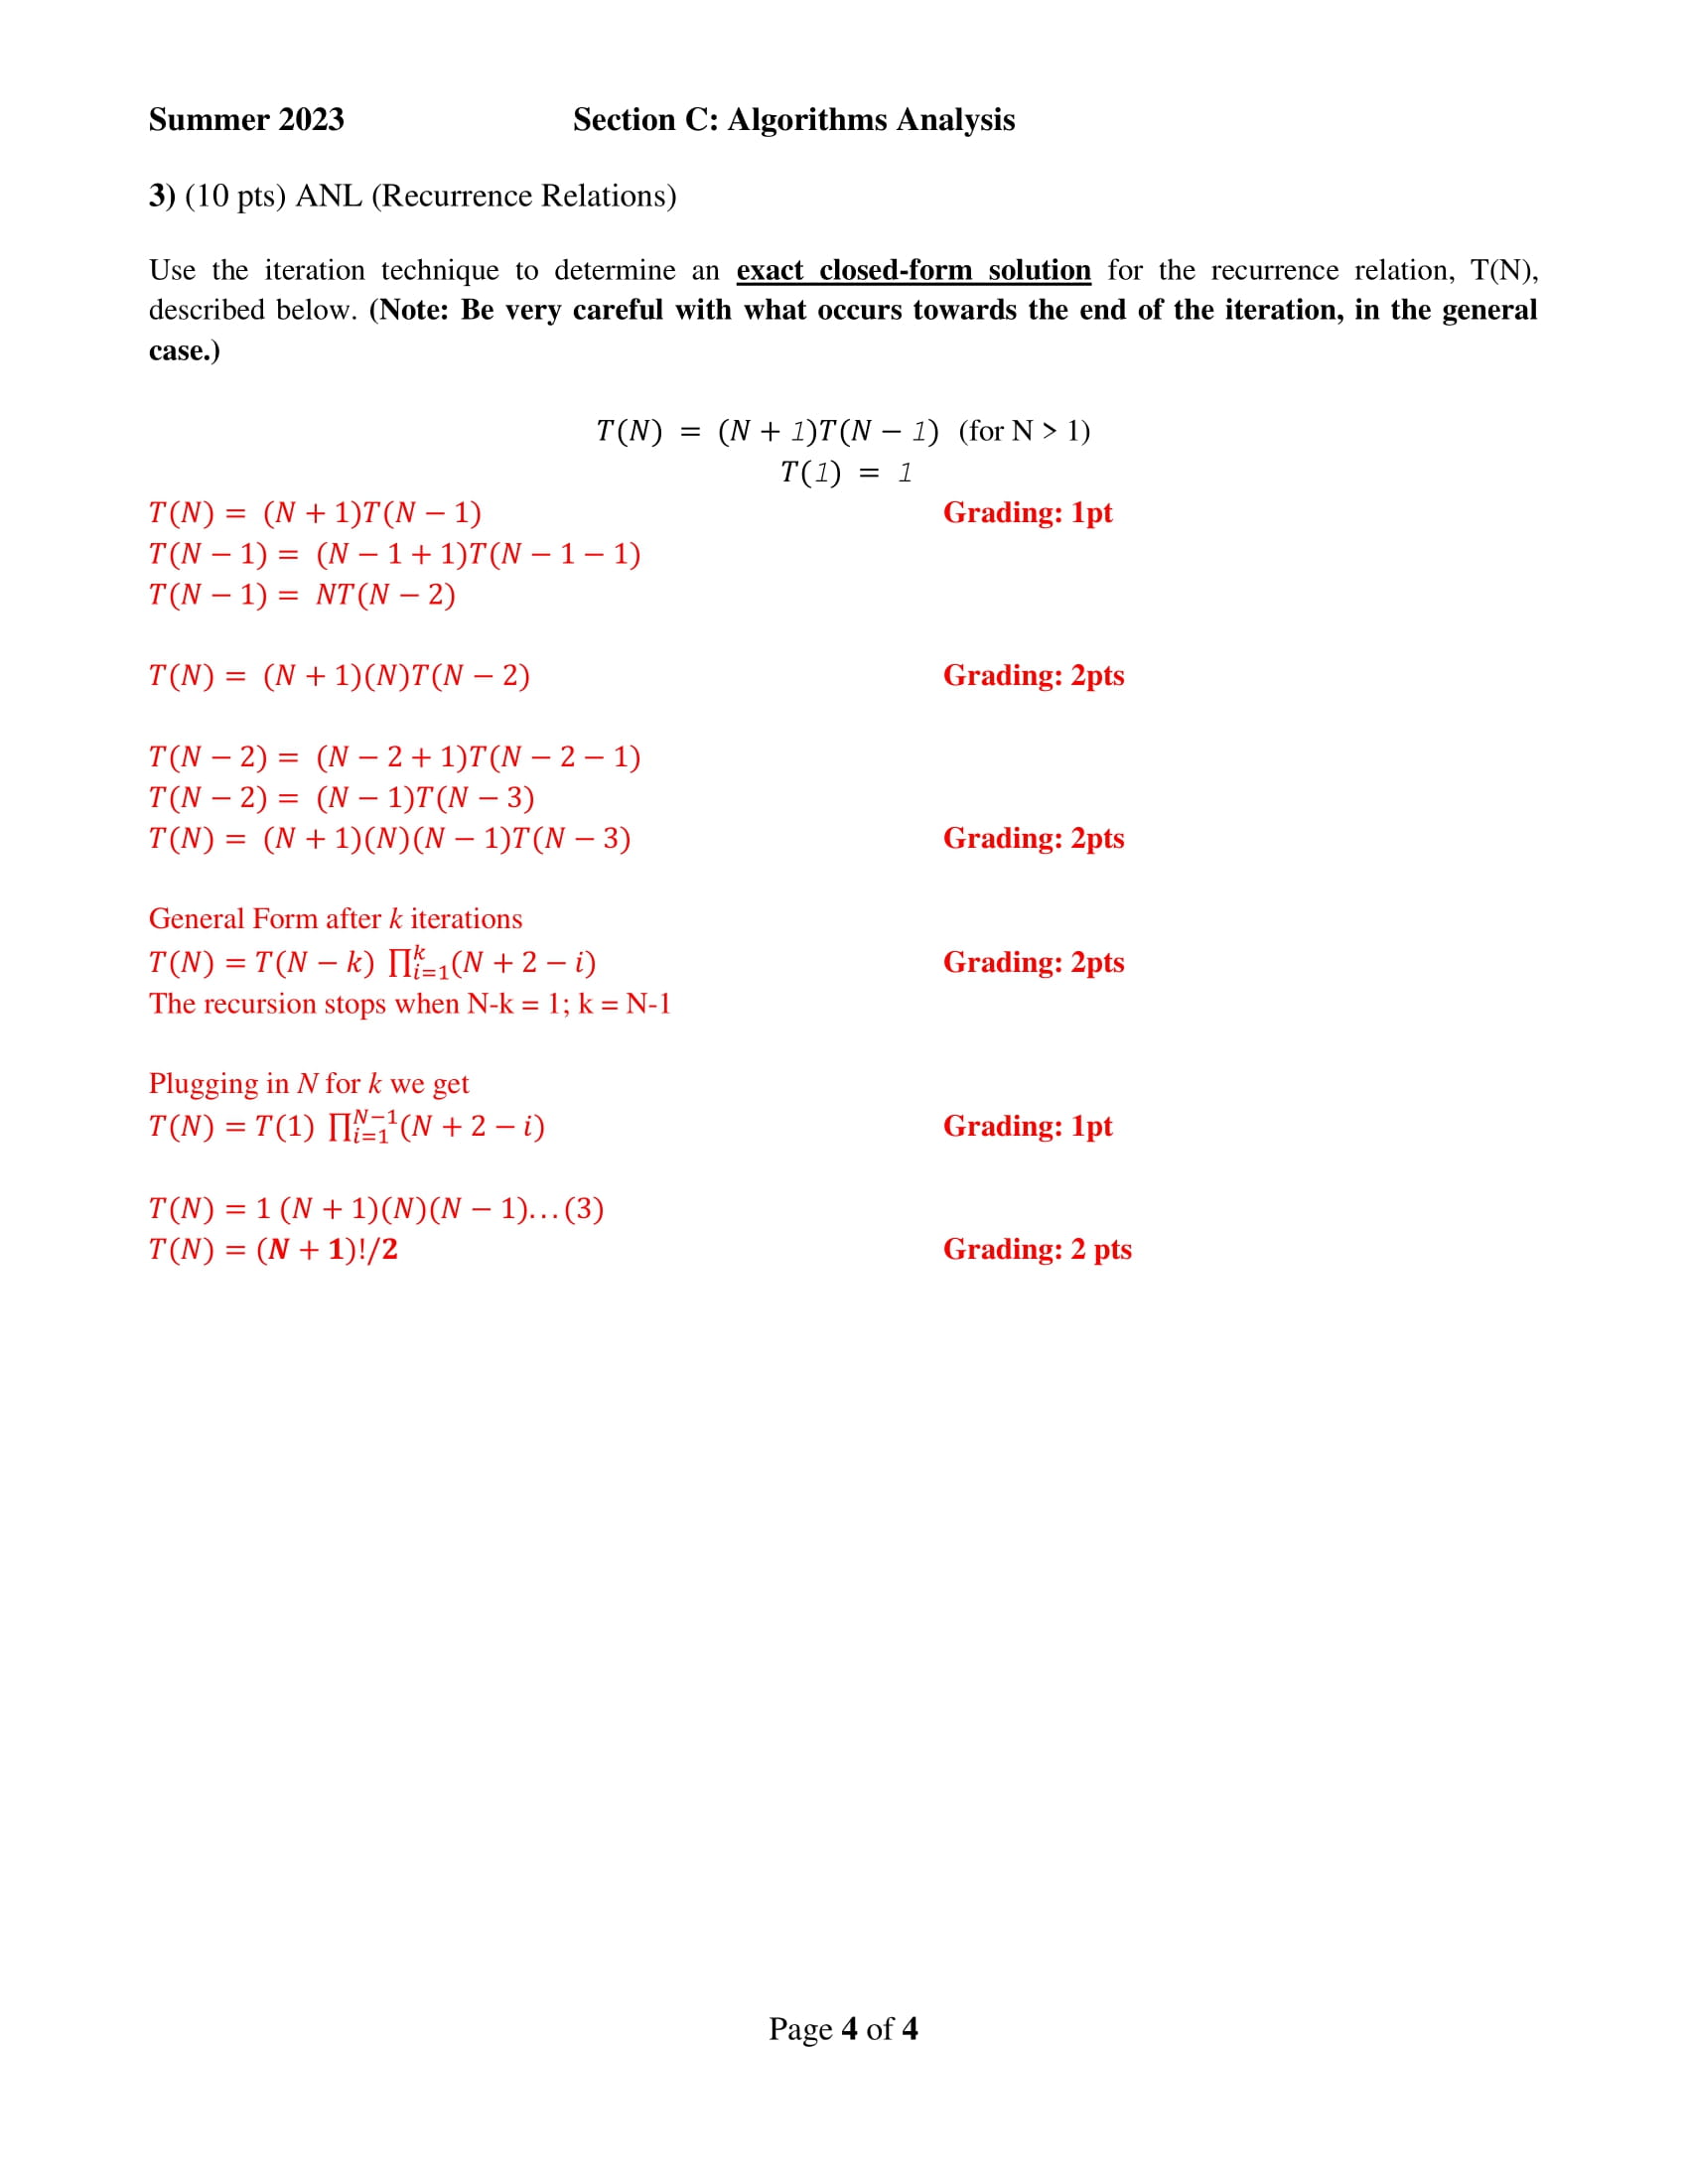 Summer 2023 Section C: Algorithms Analysis
3) (10 pts) ANL (Recurrence Relations)
Use the iteration technique to determine an exact closed-form solution for the recurrence relation, T(N),
described below. (Note: Be very careful with what occurs towards the end of the iteration, in the general
case.)
T(N) = (N + 1)T(N − 1) (for N > 1)
T(1) = 1
T(N) = (N + 1)T(N − 1) Grading: 1pt
T(N − 1) = (N − 1 + 1)T(N − 1 − 1)
T(N − 1) = NT(N − 2)
T(N) = (N + 1)(N)T(N − 2) Grading: 2pts
T(N − 2) = (N − 2 + 1)T(N − 2 − 1)
T(N − 2) = (N − 1)T(N − 3)
T(N) = (N + 1)(N)(N − 1)T(N − 3) Grading: 2pts
General Form after k iterations
T(N) = T(N − k) ∏_{i=1}^{k}(N + 2 − i) Grading: 2pts
The recursion stops when N-k = 1; k = N-1
Plugging in N for k we get
T(N) = T(1) ∏_{i=1}^{N−1}(N + 2 − i) Grading: 1pt
T(N) = 1 (N + 1)(N)(N − 1)…(3)
T(N) = (N + 1)!/2 Grading: 2 pts
Page 4 of 4